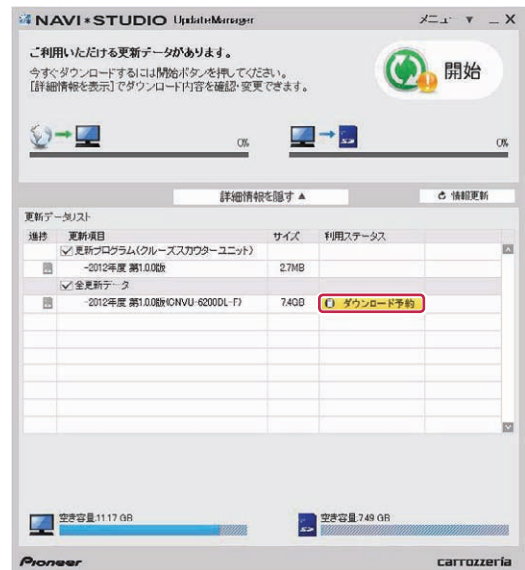 NAVI*STUDIO UpdateManager
メニュー ▼ _ X
ご利用いただける更新データがあります。
今すぐダウンロードするには開始ボタンを押してください。
[詳細情報を表示]でダウンロード内容を確認・変更できます。
開始
0%
0%
詳細情報を隠す▲
情報更新
更新データリスト
進捗 更新項目 サイズ 利用ステータス
更新プログラム(クルーズスカウターユニット)
-2012年度 第1.0.0版 2.7MB
全更新データ
-2012年度 第1.0.0版(CNVU-6200DL-F) 7.4GB ダウンロード予約
空き容量:11.17 GB
空き容量:7.49 GB
Pioneer
carrozzeria